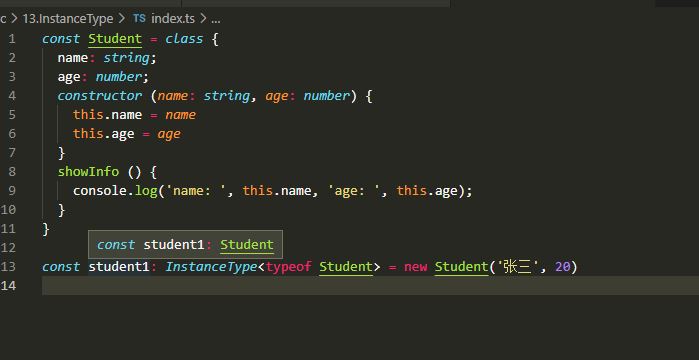 c > 13.InstanceType > TS index.ts > ...
1 const Student = class {
2 name: string;
3 age: number;
4 constructor (name: string, age: number) {
5 this.name = name
6 this.age = age
7 }
8 showInfo () {
9 console.log('name: ', this.name, 'age: ', this.age);
10 }
11 }
12 const student1: Student
13 const student1: InstanceType<typeof Student> = new Student('张三', 20)
14